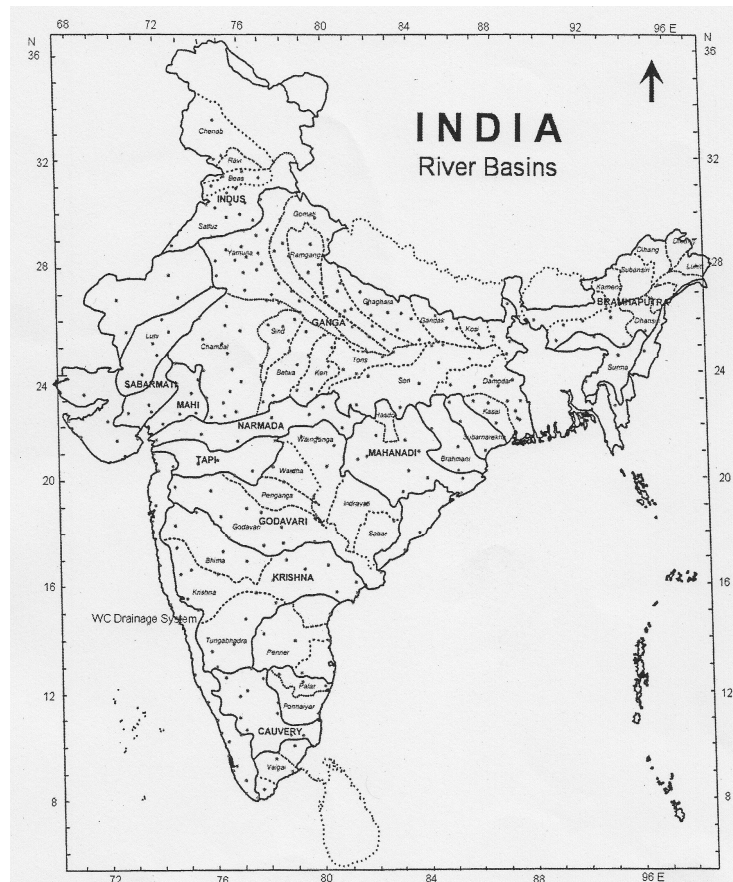 68 72 76 80 84 88 92 96 E
N
36
N
36
INDIA
River Basins
Chenab
32
32
Ravi
Beas
INDUS
Satluz
Gomati
Yamuna
Ramganga
28
28
Dihang
Subansiri
Luhit
Kameng
BRAMHAPUTRA
Dhansiri
Ghaghara
Gandak
Kosi
GANGA
Luni
Chambal
Sind
Betwa
Ken
Tons
Son
Damodar
Surma
24
24
SABARMATI
MAHI
Kasai
Hasdo
NARMADA
Subarnarekha
Brahmani
MAHANADI
Wainganga
TAPI
Wardha
20
20
Penganga
Indravati
Godavari
GODAVARI
Sabari
Bhima
KRISHNA
16
16
Krishna
WC Drainage System
Tungabhadra
Penner
12
12
Palar
Ponnaiyar
CAUVERY
Vaigai
8
8
72 76 80 84 88 92 96 E